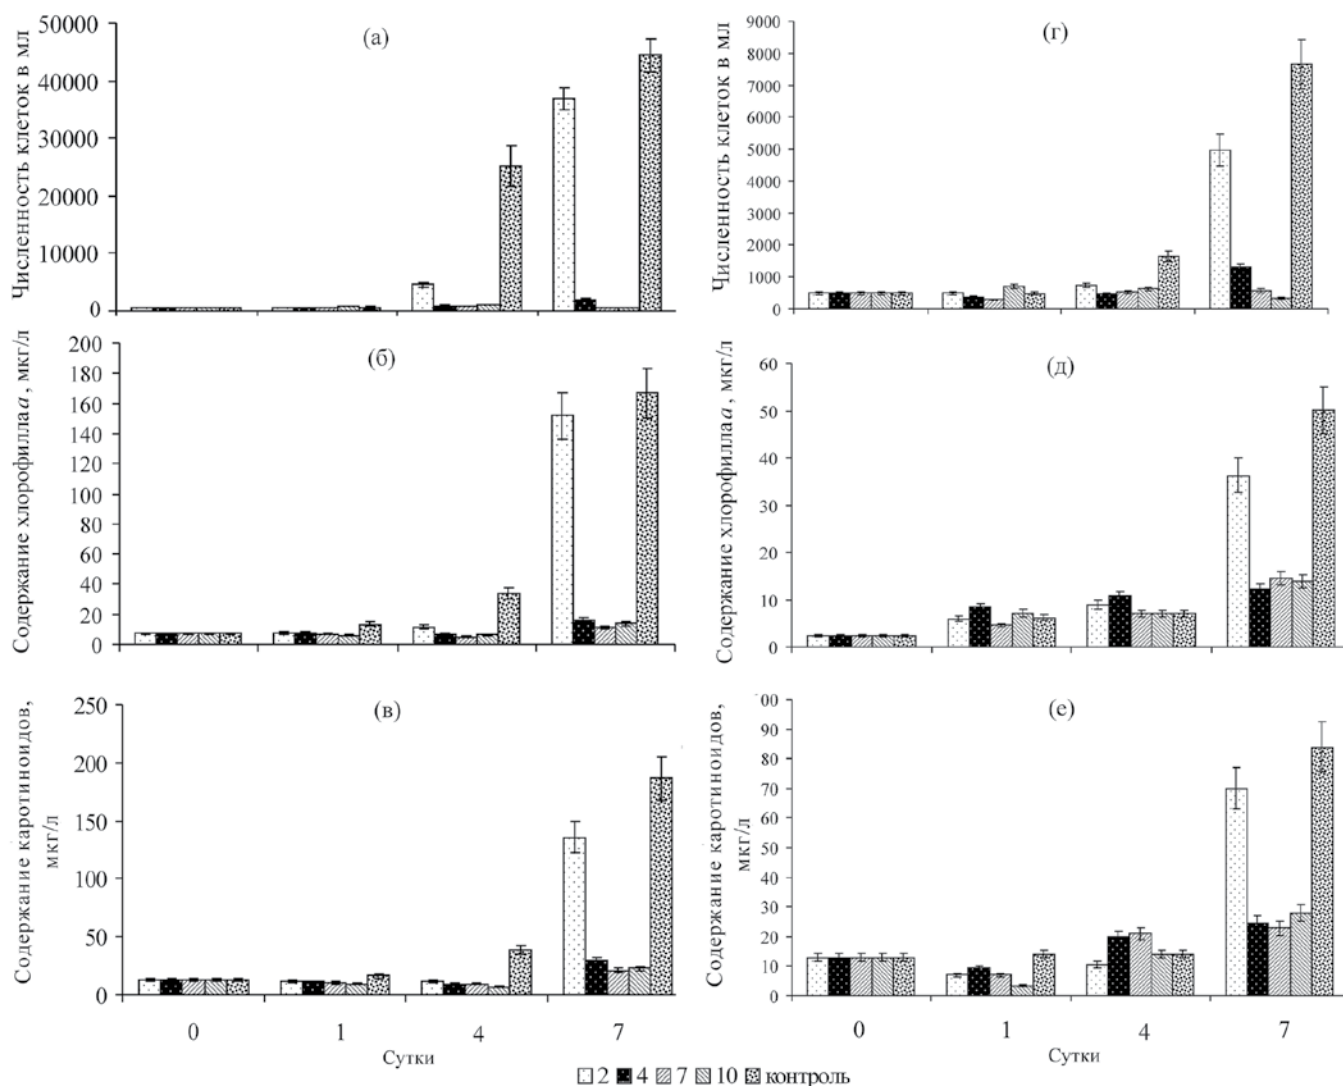 (а)
Численность клеток в мл
50000
40000
30000
20000
10000
0
(г)
Численность клеток в мл
9000
8000
7000
6000
5000
4000
3000
2000
1000
0
(б)
Содержание хлорофилла a, мкг/л
200
180
160
140
120
100
80
60
40
20
0
(д)
Содержание хлорофилла a, мкг/л
60
50
40
30
20
10
0
(в)
Содержание каротиноидов,
мкг/л
250
200
150
100
50
0
0 1 4 7
Сутки
(е)
Содержание каротиноидов,
мкг/л
00
90
80
70
60
50
40
30
20
10
0
0 1 4 7
Сутки
2 4 7 10 контроль